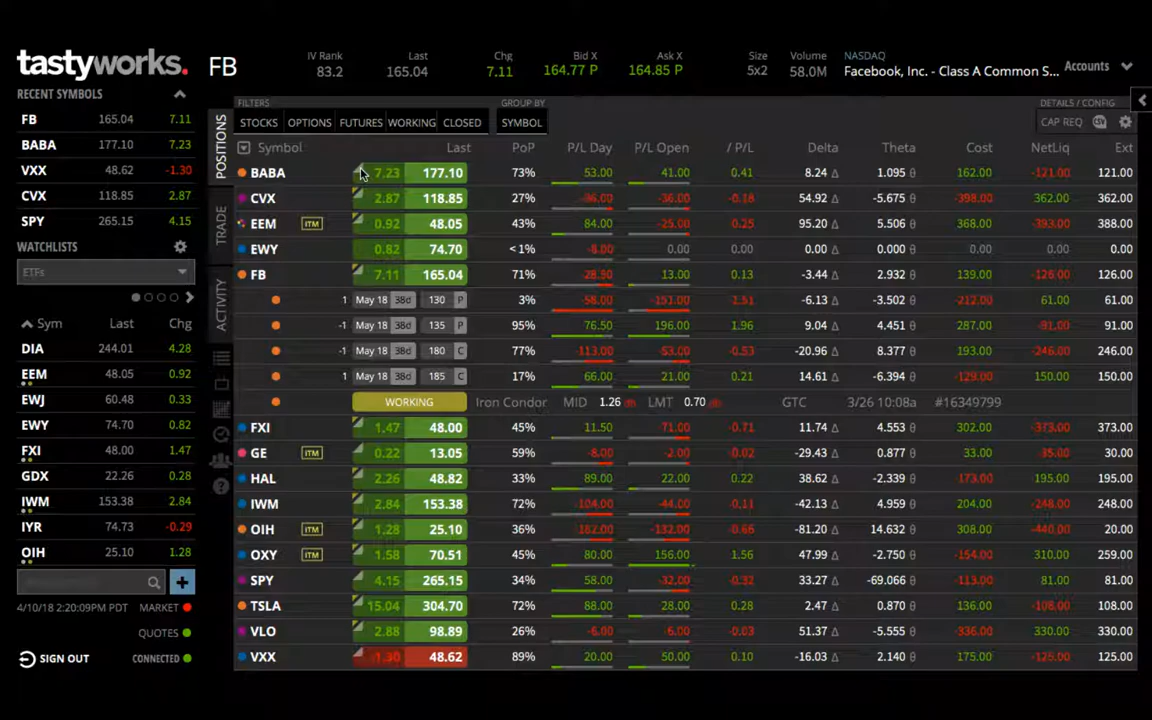 tastyworks.
FB
IV Rank
83.2
Last
165.04
Chg
7.11
Bid X
164.77 P
Ask X
164.85 P
Size
5x2
Volume
58.0M
NASDAQ
Facebook, Inc. - Class A Common S...
Accounts
RECENT SYMBOLS
FB 165.04 7.11
BABA 177.10 7.23
VXX 48.62 -1.30
CVX 118.85 2.87
SPY 265.15 4.15
WATCHLISTS
ETFs
Sym Last Chg
DIA 244.01 4.28
EEM 48.05 0.92
EWJ 60.48 0.33
EWY 74.70 0.82
FXI 48.00 1.47
GDX 22.26 0.28
IWM 153.38 2.84
IYR 74.73 -0.29
OIH 25.10 1.28
4/10/18 2:20:09PM PDT MARKET
QUOTES
SIGN OUT CONNECTED
POSITIONS
TRADE
ACTIVITY
FILTERS GROUP BY DETAILS / CONFIG
STOCKS OPTIONS FUTURES WORKING CLOSED SYMBOL CAP REQ CSV
Symbol Last PoP P/L Day P/L Open / P/L Delta Theta Cost NetLiq Ext
BABA 7.23 177.10 73% 53.00 41.00 0.41 8.24 Δ 1.095 θ 162.00 -121.00 121.00
CVX 2.87 118.85 27% -36.00 -36.00 -0.18 54.92 Δ -5.675 θ -398.00 362.00 362.00
EEM ITM 0.92 48.05 43% 84.00 -25.00 -0.25 95.20 Δ 5.506 θ 368.00 -393.00 388.00
EWY 0.82 74.70 < 1% -8.00 0.00 0.00 0.00 Δ 0.000 θ 0.00 0.00 0.00
FB 7.11 165.04 71% -28.50 13.00 0.13 -3.44 Δ 2.932 θ 139.00 -126.00 126.00
1 May 18 38d 130 P 3% -58.00 -151.00 -1.51 -6.13 Δ -3.502 θ -212.00 61.00 61.00
-1 May 18 38d 135 P 95% 76.50 196.00 1.96 9.04 Δ 4.451 θ 287.00 -91.00 91.00
-1 May 18 38d 180 C 77% -113.00 -53.00 -0.53 -20.96 Δ 8.377 θ 193.00 -246.00 246.00
1 May 18 38d 185 C 17% 66.00 21.00 0.21 14.61 Δ -6.394 θ -129.00 150.00 150.00
WORKING Iron Condor MID 1.26 db LMT 0.70 db GTC 3/26 10:08a #16349799
FXI 1.47 48.00 45% 11.50 -71.00 -0.71 11.74 Δ 4.553 θ 302.00 -373.00 373.00
GE ITM 0.22 13.05 59% -8.00 -2.00 -0.02 -29.43 Δ 0.877 θ 33.00 -35.00 30.00
HAL 2.26 48.82 33% 89.00 22.00 0.22 38.62 Δ -2.339 θ -173.00 195.00 195.00
IWM 2.84 153.38 72% -104.00 -44.00 -0.11 -42.13 Δ 4.959 θ 204.00 -248.00 248.00
OIH ITM 1.28 25.10 36% -182.00 -132.00 -0.66 -81.20 Δ 14.632 θ 308.00 -440.00 20.00
OXY ITM 1.58 70.51 45% 80.00 156.00 1.56 47.99 Δ -2.750 θ -154.00 310.00 259.00
SPY 4.15 265.15 34% 58.00 -32.00 -0.32 33.27 Δ -69.066 θ -113.00 81.00 81.00
TSLA 15.04 304.70 72% 88.00 28.00 0.28 2.47 Δ 0.870 θ 136.00 -108.00 108.00
VLO 2.88 98.89 26% -6.00 -6.00 -0.03 51.37 Δ -5.555 θ -336.00 330.00 330.00
VXX -1.30 48.62 89% 20.00 50.00 0.10 -16.03 Δ 2.140 θ 175.00 -125.00 125.00